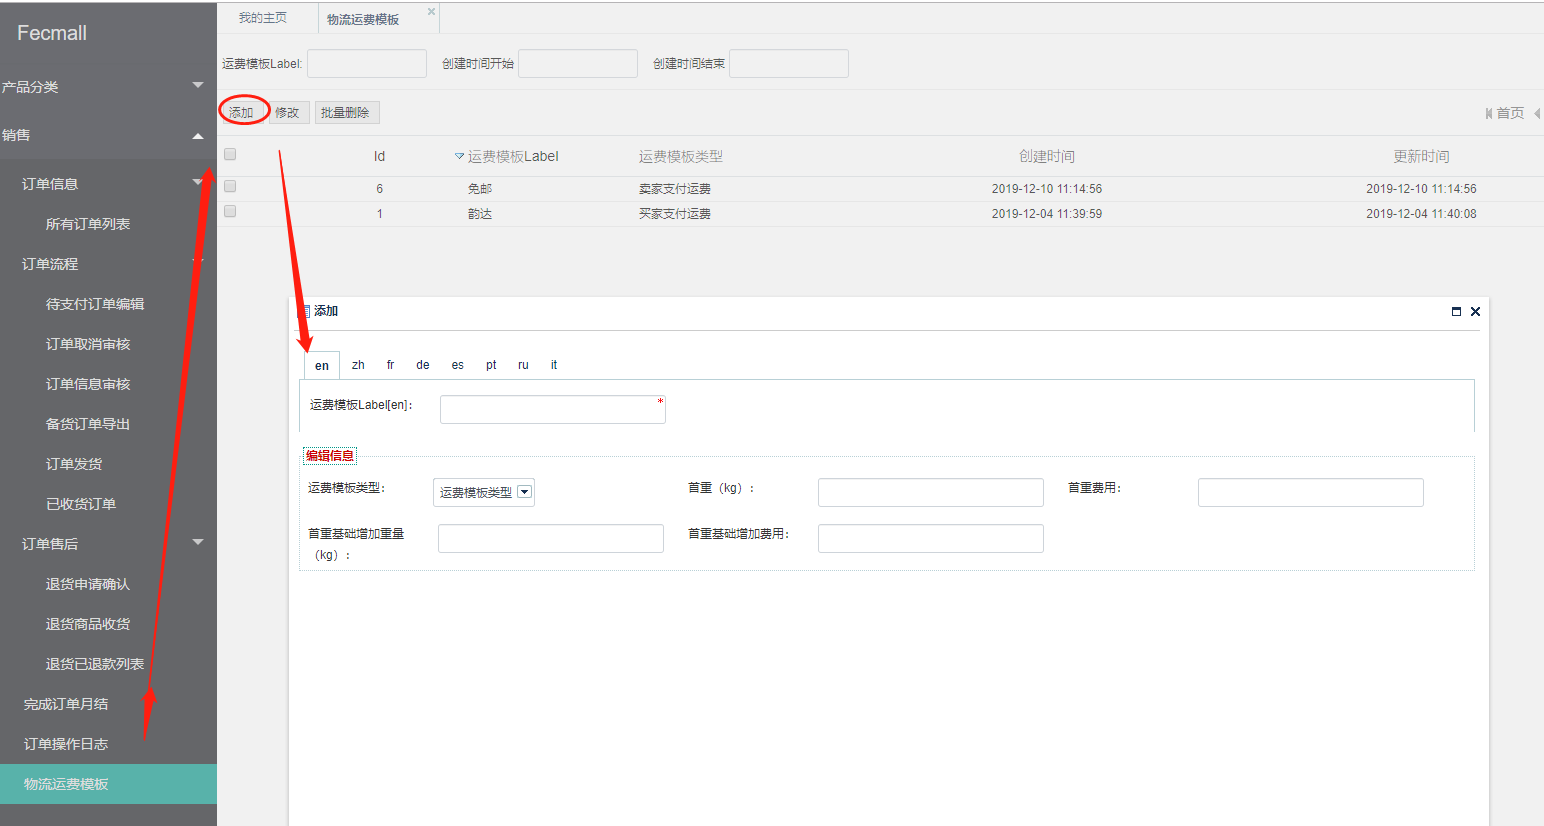 Fecmall
产品分类
销售
订单信息
所有订单列表
订单流程
待支付订单编辑
订单取消审核
订单信息审核
备货订单导出
订单发货
已收货订单
订单售后
退货申请确认
退货商品收货
退货已退款列表
完成订单月结
订单操作日志
物流运费模板
我的主页 物流运费模板
运费模板Label: 创建时间开始 创建时间结束
添加 修改 批量删除 首页
Id 运费模板Label 运费模板类型 创建时间 更新时间
6 免邮 卖家支付运费 2019-12-10 11:14:56 2019-12-10 11:14:56
1 韵达 买家支付运费 2019-12-04 11:39:59 2019-12-04 11:40:08
添加
en zh fr de es pt ru it
运费模板Label[en]: *
编辑信息
运费模板类型: 运费模板类型 首重（kg）: 首重费用:
首重基础增加重量 首重基础增加费用:
（kg）: